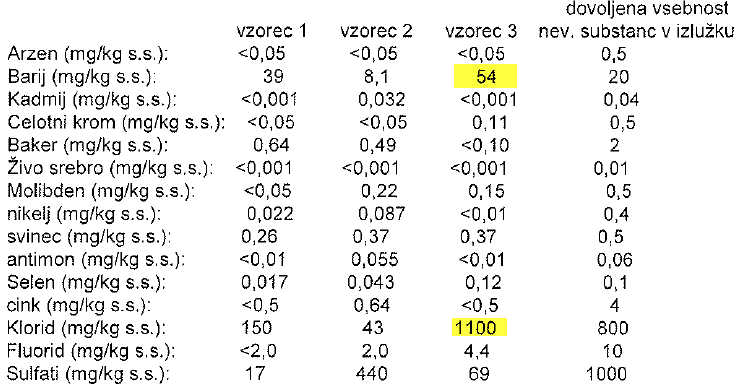 dovoljena vsebnost
vzorec 1 vzorec 2 vzorec 3 nev. substanc v izlužku
Arzen (mg/kg s.s.): <0,05 <0,05 <0,05 0,5
Barij (mg/kg s.s.): 39 8,1 54 20
Kadmij (mg/kg s.s.): <0,001 0,032 <0,001 0,04
Celotni krom (mg/kg s.s.): <0,05 <0,05 0,11 0,5
Baker (mg/kg s.s.): 0,64 0,49 <0,10 2
Živo srebro (mg/kg s.s.): <0,001 <0,001 <0,001 0,01
Molibden (mg/kg s.s.): <0,05 0,22 0,15 0,5
nikelj (mg/kg s.s.): 0,022 0,087 <0,01 0,4
svinec (mg/kg s.s.): 0,26 0,37 0,37 0,5
antimon (mg/kg s.s.): <0,01 0,055 <0,01 0,06
Selen (mg/kg s.s.): 0,017 0,043 0,12 0,1
cink (mg/kg s.s.): <0,5 0,64 <0,5 4
Klorid (mg/kg s.s.): 150 43 1100 800
Fluorid (mg/kg s.s.): <2,0 2,0 4,4 10
Sulfati (mg/kg s.s.): 17 440 69 1000